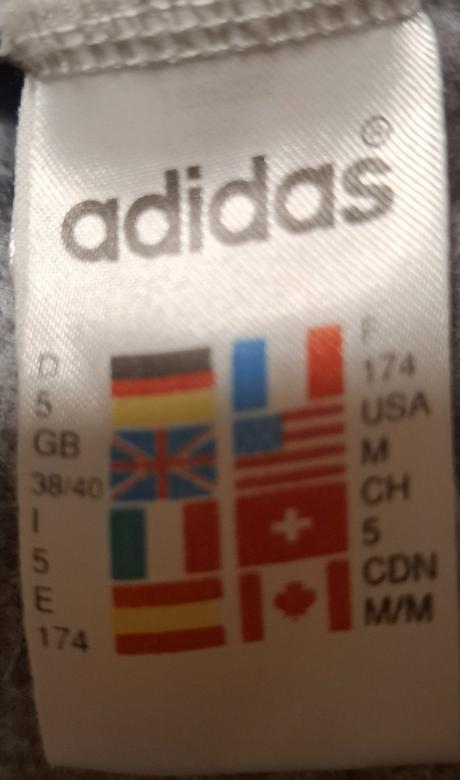 adidas®
D
5
GB
38/40
I
5
E
174
F
174
USA
M
CH
5
CDN
M/M